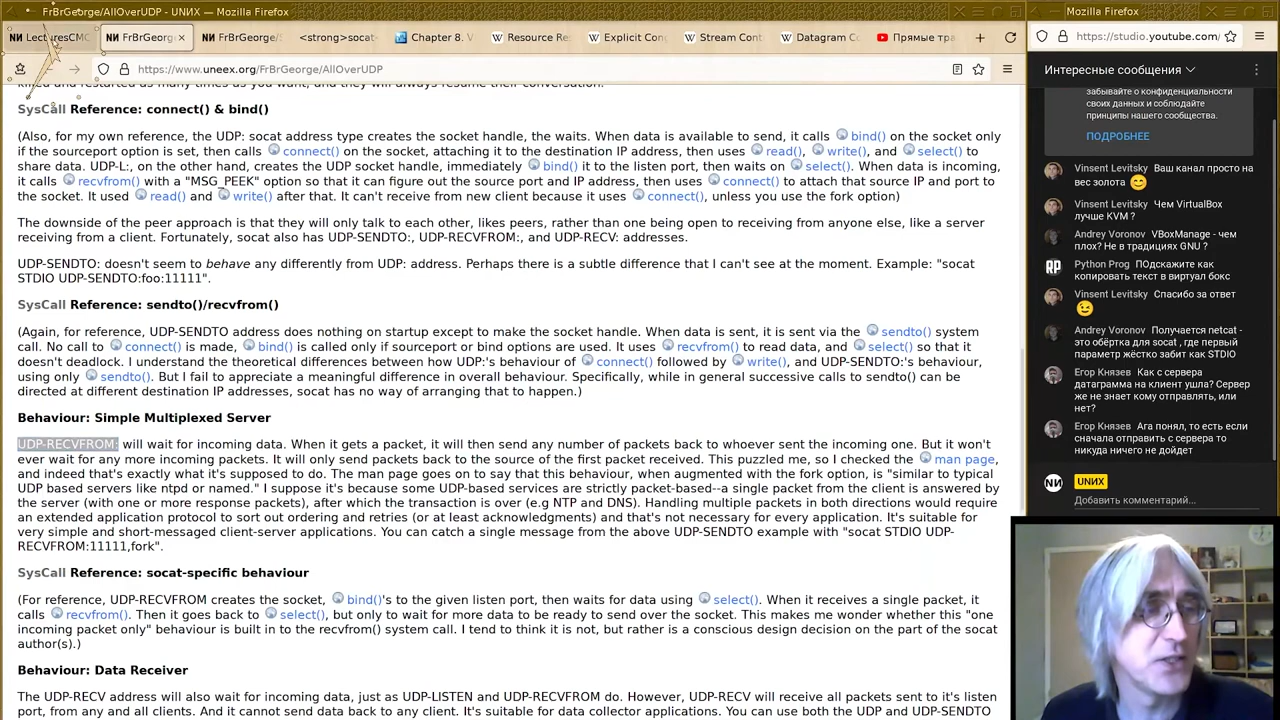 FrBrGeorge/AllOverUDP - UNИX — Mozilla Firefox
Mozilla Firefox
LecturesCMC
FrBrGeorge
FrBrGeorge/S
<strong>socat-
Chapter 8. V
Resource Re
Explicit Con
Stream Cont
Datagram C
Прямые тра
https://studio.youtube.com/
https://www.uneex.org/FrBrGeorge/AllOverUDP
killed and restarted as many times as you want, and they will always resume their conversation.
SysCall Reference: connect() & bind()
(Also, for my own reference, the UDP: socat address type creates the socket handle, the waits. When data is available to send, it calls bind() on the socket only
if the sourceport option is set, then calls connect() on the socket, attaching it to the destination IP address, then uses read(), write(), and select() to
share data. UDP-L:, on the other hand, creates the UDP socket handle, immediately bind() it to the listen port, then waits on select(). When data is incoming,
it calls recvfrom() with a "MSG_PEEK" option so that it can figure out the source port and IP address, then uses connect() to attach that source IP and port to
the socket. It used read() and write() after that. It can't receive from new client because it uses connect(), unless you use the fork option)
The downside of the peer approach is that they will only talk to each other, likes peers, rather than one being open to receiving from anyone else, like a server
receiving from a client. Fortunately, socat also has UDP-SENDTO:, UDP-RECVFROM:, and UDP-RECV: addresses.
UDP-SENDTO: doesn't seem to behave any differently from UDP: address. Perhaps there is a subtle difference that I can't see at the moment. Example: "socat
STDIO UDP-SENDTO:foo:11111".
SysCall Reference: sendto()/recvfrom()
(Again, for reference, UDP-SENDTO address does nothing on startup except to make the socket handle. When data is sent, it is sent via the sendto() system
call. No call to connect() is made, bind() is called only if sourceport or bind options are used. It uses recvfrom() to read data, and select() so that it
doesn't deadlock. I understand the theoretical differences between how UDP:'s behaviour of connect() followed by write(), and UDP-SENDTO:'s behaviour,
using only sendto(). But I fail to appreciate a meaningful difference in overall behaviour. Specifically, while in general successive calls to sendto() can be
directed at different destination IP addresses, socat has no way of arranging that to happen.)
Behaviour: Simple Multiplexed Server
UDP-RECVFROM: will wait for incoming data. When it gets a packet, it will then send any number of packets back to whoever sent the incoming one. But it won't
ever wait for any more incoming packets. It will only send packets back to the source of the first packet received. This puzzled me, so I checked the man page,
and indeed that's exactly what it's supposed to do. The man page goes on to say that this behaviour, when augmented with the fork option, is "similar to typical
UDP based servers like ntpd or named." I suppose it's because some UDP-based services are strictly packet-based--a single packet from the client is answered by
the server (with one or more response packets), after which the transaction is over (e.g NTP and DNS). Handling multiple packets in both directions would require
an extended application protocol to sort out ordering and retries (or at least acknowledgments) and that's not necessary for every application. It's suitable for
very simple and short-messaged client-server applications. You can catch a single message from the above UDP-SENDTO example with "socat STDIO UDP-
RECVFROM:11111,fork".
SysCall Reference: socat-specific behaviour
(For reference, UDP-RECVFROM creates the socket, bind()'s to the given listen port, then waits for data using select(). When it receives a single packet, it
calls recvfrom(). Then it goes back to select(), but only to wait for more data to be ready to send over the socket. This makes me wonder whether this "one
incoming packet only" behaviour is built in to the recvfrom() system call. I tend to think it is not, but rather is a conscious design decision on the part of the socat
author(s).)
Behaviour: Data Receiver
The UDP-RECV address will also wait for incoming data, just as UDP-LISTEN and UDP-RECVFROM do. However, UDP-RECV will receive all packets sent to it's listen
port, from any and all clients. And it cannot send data back to any client. It's suitable for data collector applications. You can use both the UDP and UDP-SENDTO
Интересные сообщения
забывайте о конфиденциальности
своих данных и соблюдайте
принципы нашего сообщества.
ПОДРОБНЕЕ
Vinsent Levitsky Ваш канал просто на
вес золота
Vinsent Levitsky Чем VirtualBox
лучше KVM ?
Andrey Voronov VBoxManage - чем
плох? Не в традициях GNU ?
Python Prog ПОдскажите как
копировать текст в виртуал бокс
Vinsent Levitsky Спасибо за ответ
Andrey Voronov Получается netcat -
это обёртка для socat , где первый
параметр жёстко забит как STDIO
Егор Князев Как с сервера
датаграмма на клиент ушла? Сервер
же не знает кому отправлять, или
нет?
Егор Князев Ага понял, то есть если
сначала отправить с сервера то
никуда ничего не дойдет
UNИX
Добавить комментарий...